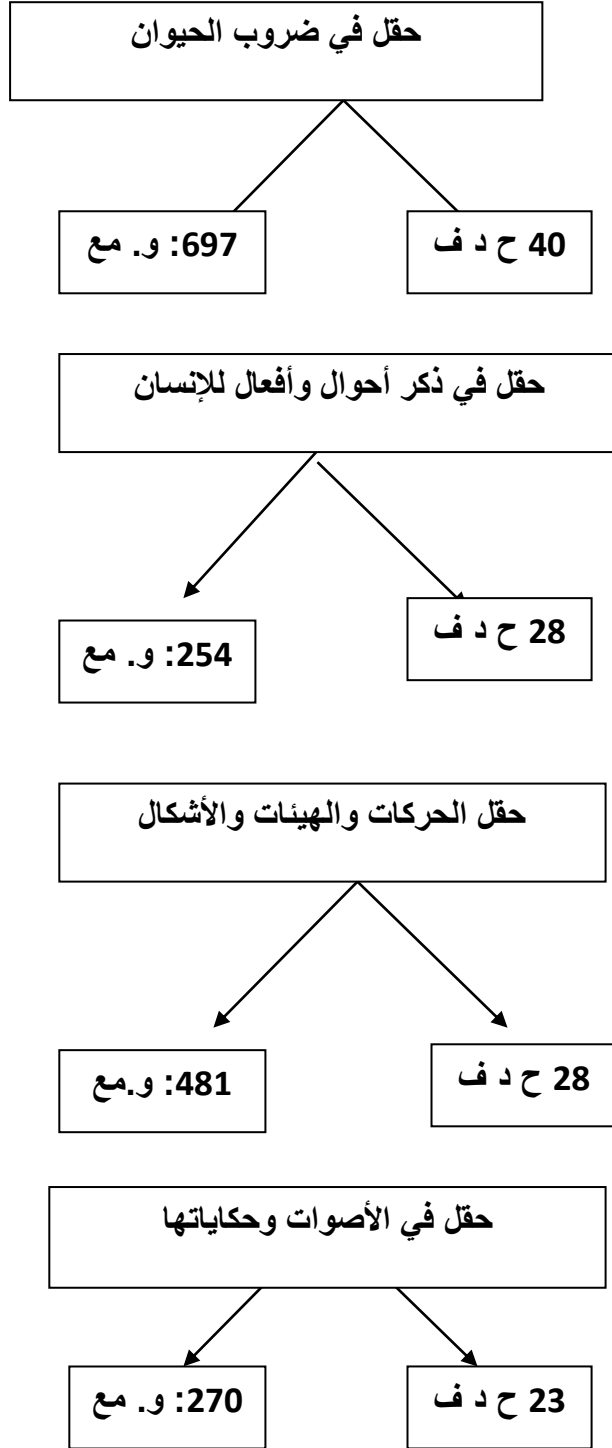 حقل في ضروب الحيوان
40 ح د ف
697: و. مع
حقل في ذكر أحوال وأفعال للإنسان
28 ح د ف
254: و. مع
حقل الحركات والهيئات والأشكال
28 ح د ف
481: و.مع
حقل في الأصوات وحكاياتها
23 ح د ف
270: و. مع